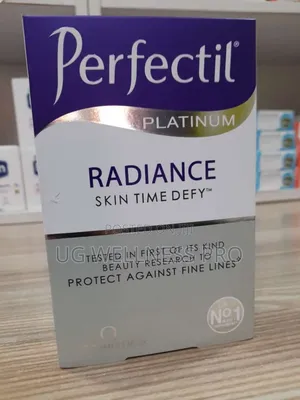 Perfectil®
PLATINUM
RADIANCE
SKIN TIME DEFY™
TESTED IN FIRST OF ITS KIND
BEAUTY RESEARCH TO
PROTECT AGAINST FINE LINES
No1